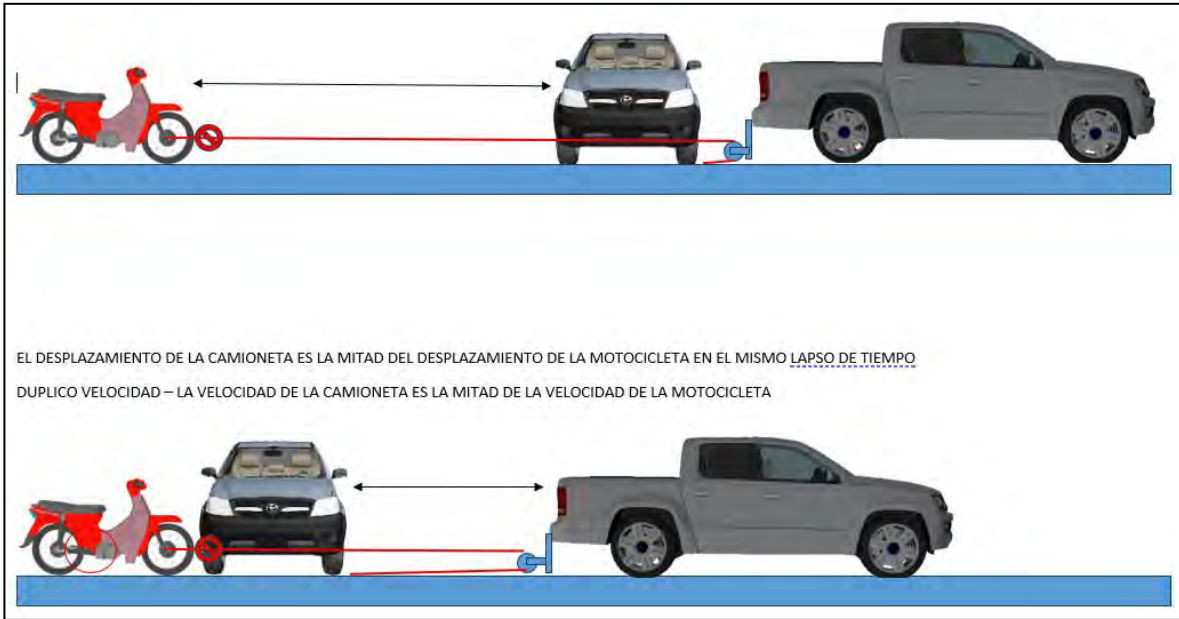 EL DESPLAZAMIENTO DE LA CAMIONETA ES LA MITAD DEL DESPLAZAMIENTO DE LA MOTOCICLETA EN EL MISMO LAPSO DE TIEMPO
DUPLICO VELOCIDAD – LA VELOCIDAD DE LA CAMIONETA ES LA MITAD DE LA VELOCIDAD DE LA MOTOCICLETA